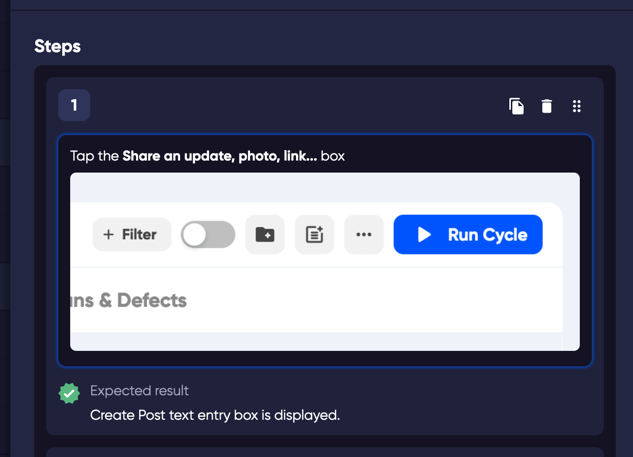 Steps
1
Tap the Share an update, photo, link... box
+ Filter
Run Cycle
& Defects
Expected result
Create Post text entry box is displayed.